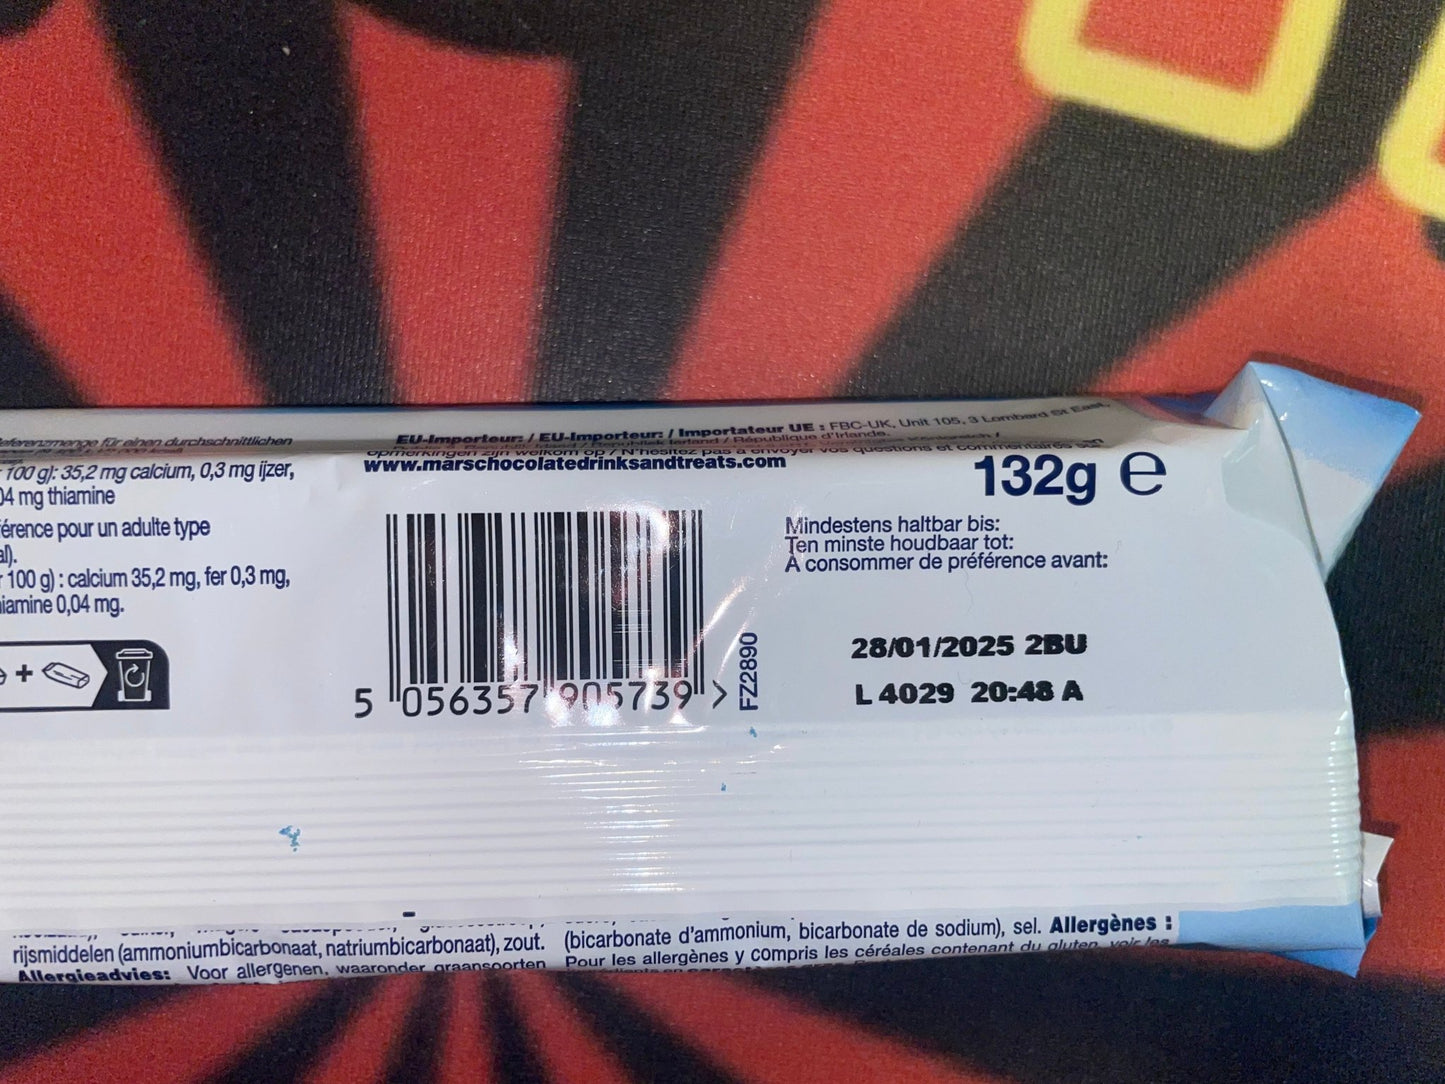 Referenzmenge für einen durchschnittlichen
100 g): 35,2 mg calcium, 0,3 mg ijzer,
04 mg thiamine
érence pour un adulte type
al).
100 g) : calcium 35,2 mg, fer 0,3 mg,
iamine 0,04 mg.
EU-Importeur: / EU-Importeur: / Importateur UE : FBC-UK, Unit 105, 3 Lombard St East,
/ Republiek Ierland / République d'Irlande.
opmerkingen zijn welkom op / N'hésitez pas à envoyer vos questions et commentaires sur
www.marschocolatedrinksandtreats.com
132g e
Mindestens haltbar bis:
Ten minste houdbaar tot:
À consommer de préférence avant:
28/01/2025 2BU
L 4029 20:48 A
5 056357 905739 >
FZ2890
+
rijsmiddelen (ammoniumbicarbonaat, natriumbicarbonaat), zout.
Allergieadvies: Voor allergenen, waaronder graansoorten
(bicarbonate d'ammonium, bicarbonate de sodium), sel. Allergènes :
Pour les allergènes y compris les céréales contenant du gluten, voir les